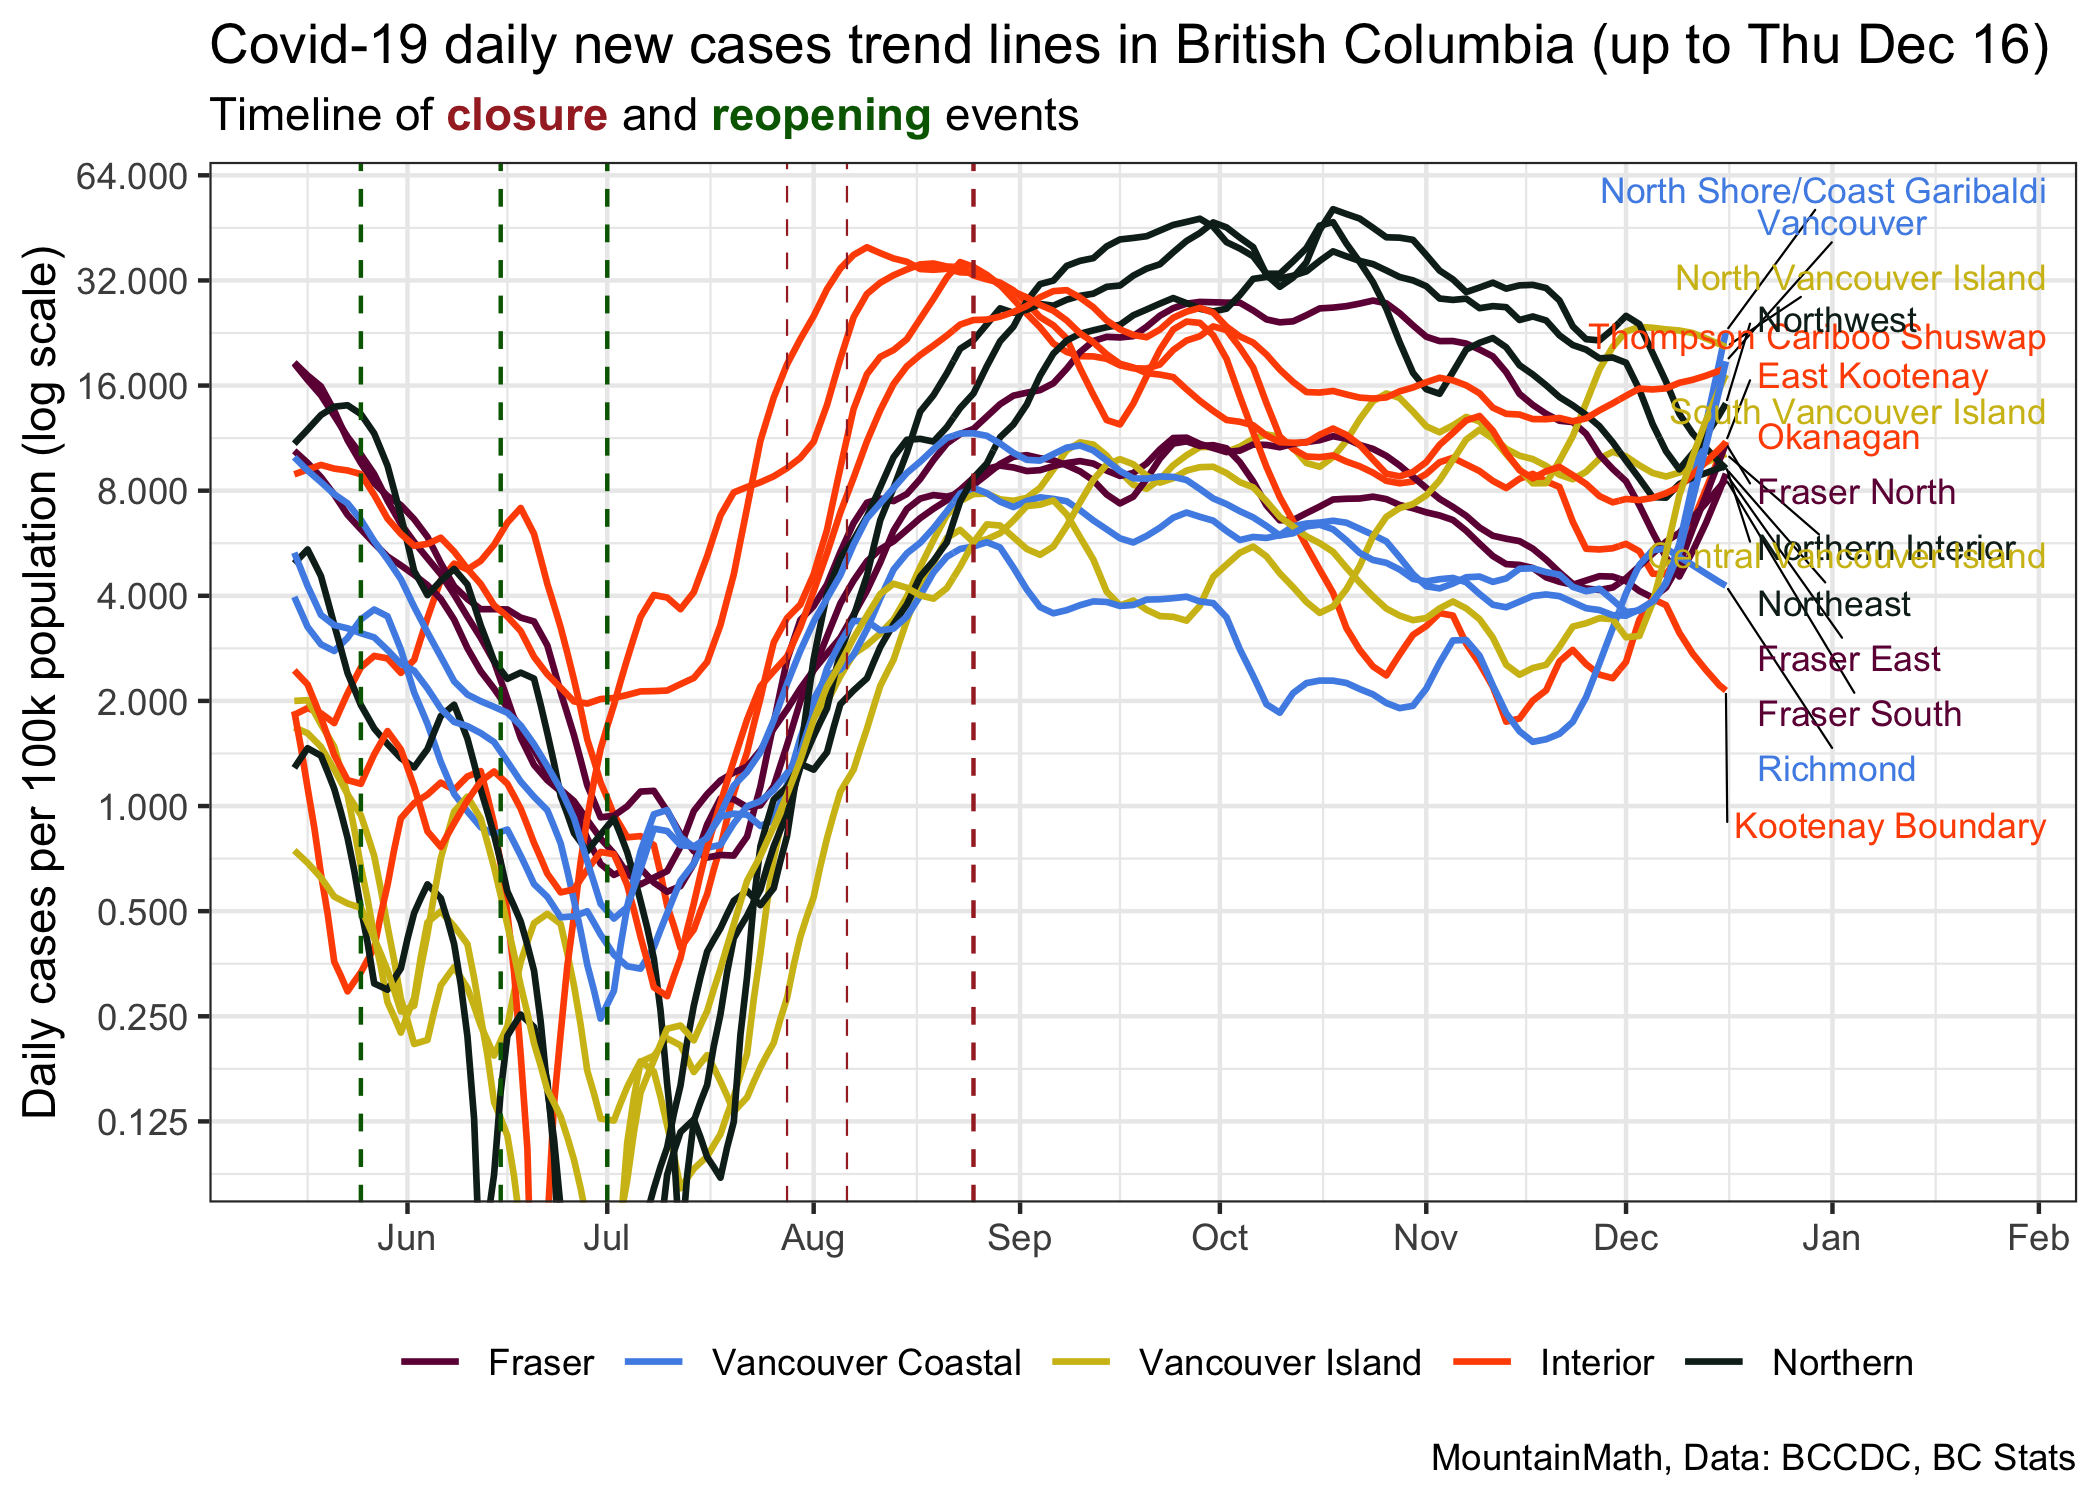 Covid-19 daily new cases trend lines in British Columbia (up to Thu Dec 16)
Timeline of closure and reopening events
Daily cases per 100k population (log scale)
64.000
32.000
16.000
8.000
4.000
2.000
1.000
0.500
0.250
0.125
North Shore/Coast Garibaldi
Vancouver
North Vancouver Island
Northwest
Thompson Cariboo Shuswap
East Kootenay
South Vancouver Island
Okanagan
Fraser North
Northern Interior
Central Vancouver Island
Northeast
Fraser East
Fraser South
Richmond
Kootenay Boundary
Jun Jul Aug Sep Oct Nov Dec Jan Feb
Fraser Vancouver Coastal Vancouver Island Interior Northern
MountainMath, Data: BCCDC, BC Stats